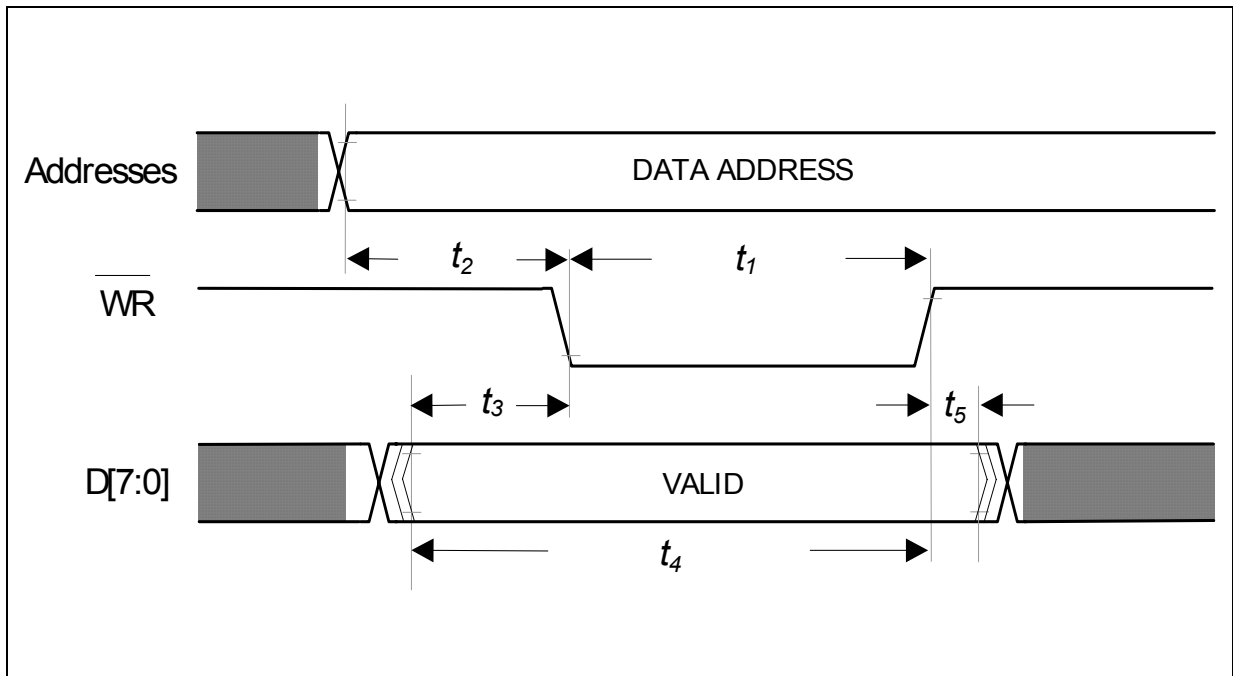 Addresses
DATA ADDRESS
t2
t1
WR
t3
t5
D[7:0]
VALID
t4